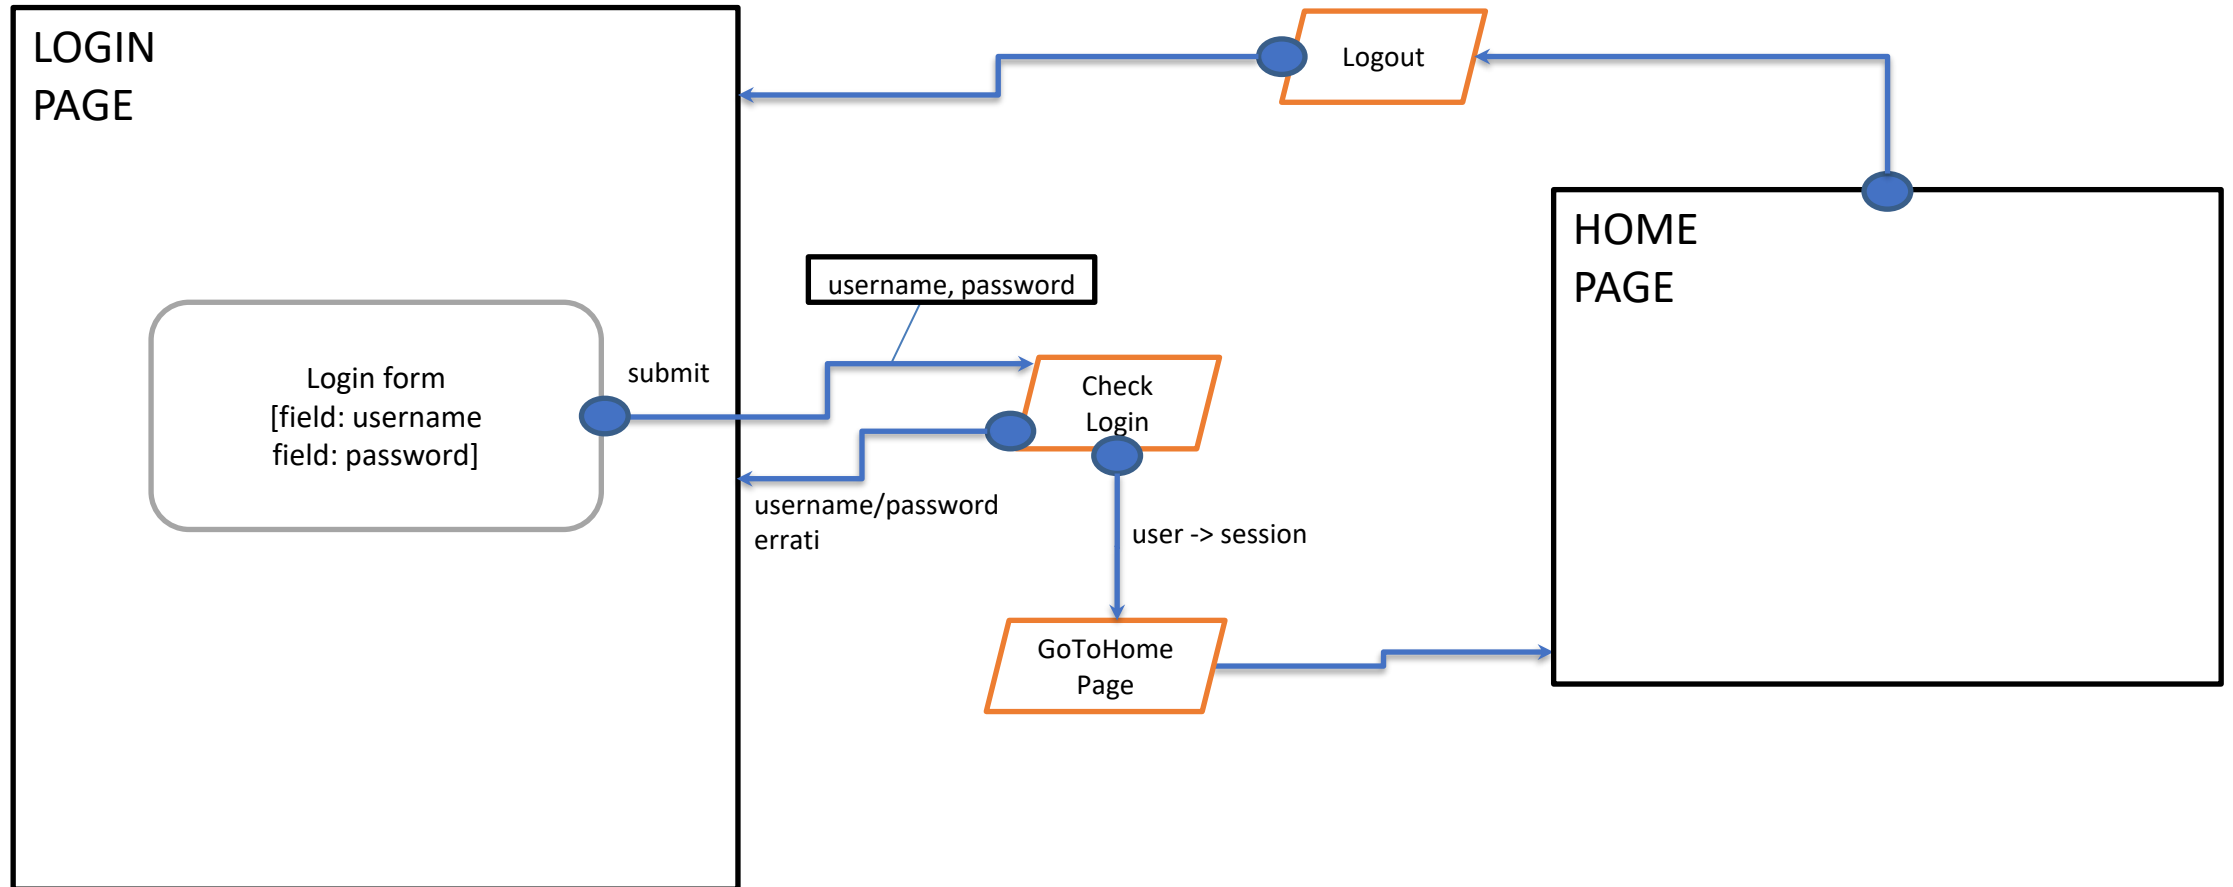 LOGIN
PAGE
Logout
HOME
PAGE
username, password
Login form
[field: username
field: password]
submit
Check
Login
username/password
errati
user -> session
GoToHome
Page